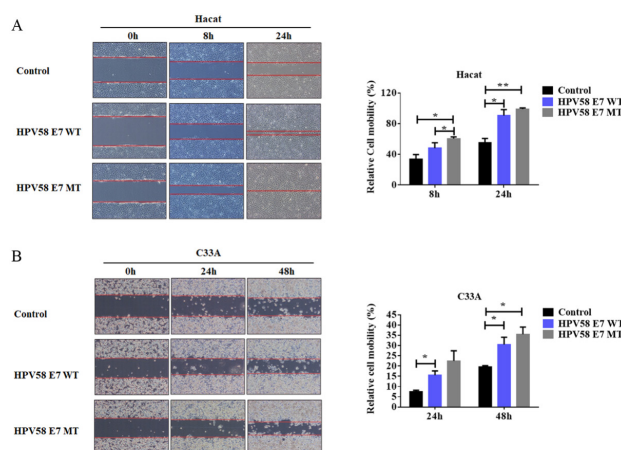 A
Hacat
0h 8h 24h
Control
HPV58 E7 WT
HPV58 E7 MT
Hacat
Relative Cell mobility (%)
120
80
40
0
* * * **
8h 24h
Control
HPV58 E7 WT
HPV58 E7 MT
B
C33A
0h 24h 48h
Control
HPV58 E7 WT
HPV58 E7 MT
C33A
Relative cell mobility (%)
45
40
35
30
25
20
15
10
5
0
* * *
24h 48h
Control
HPV58 E7 WT
HPV58 E7 MT